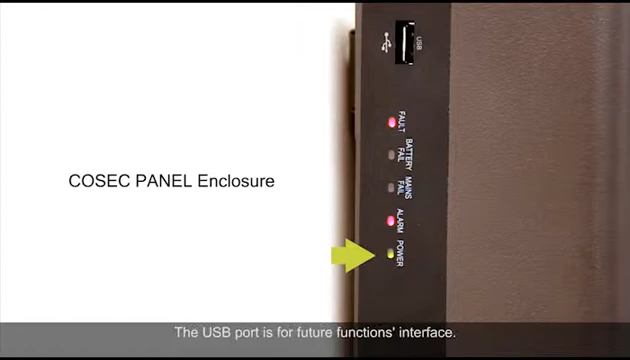 USB
FAULT
BATTERY
FAIL
MAINS
FAIL
ALARM
POWER
COSEC PANEL Enclosure
The USB port is for future functions' interface.